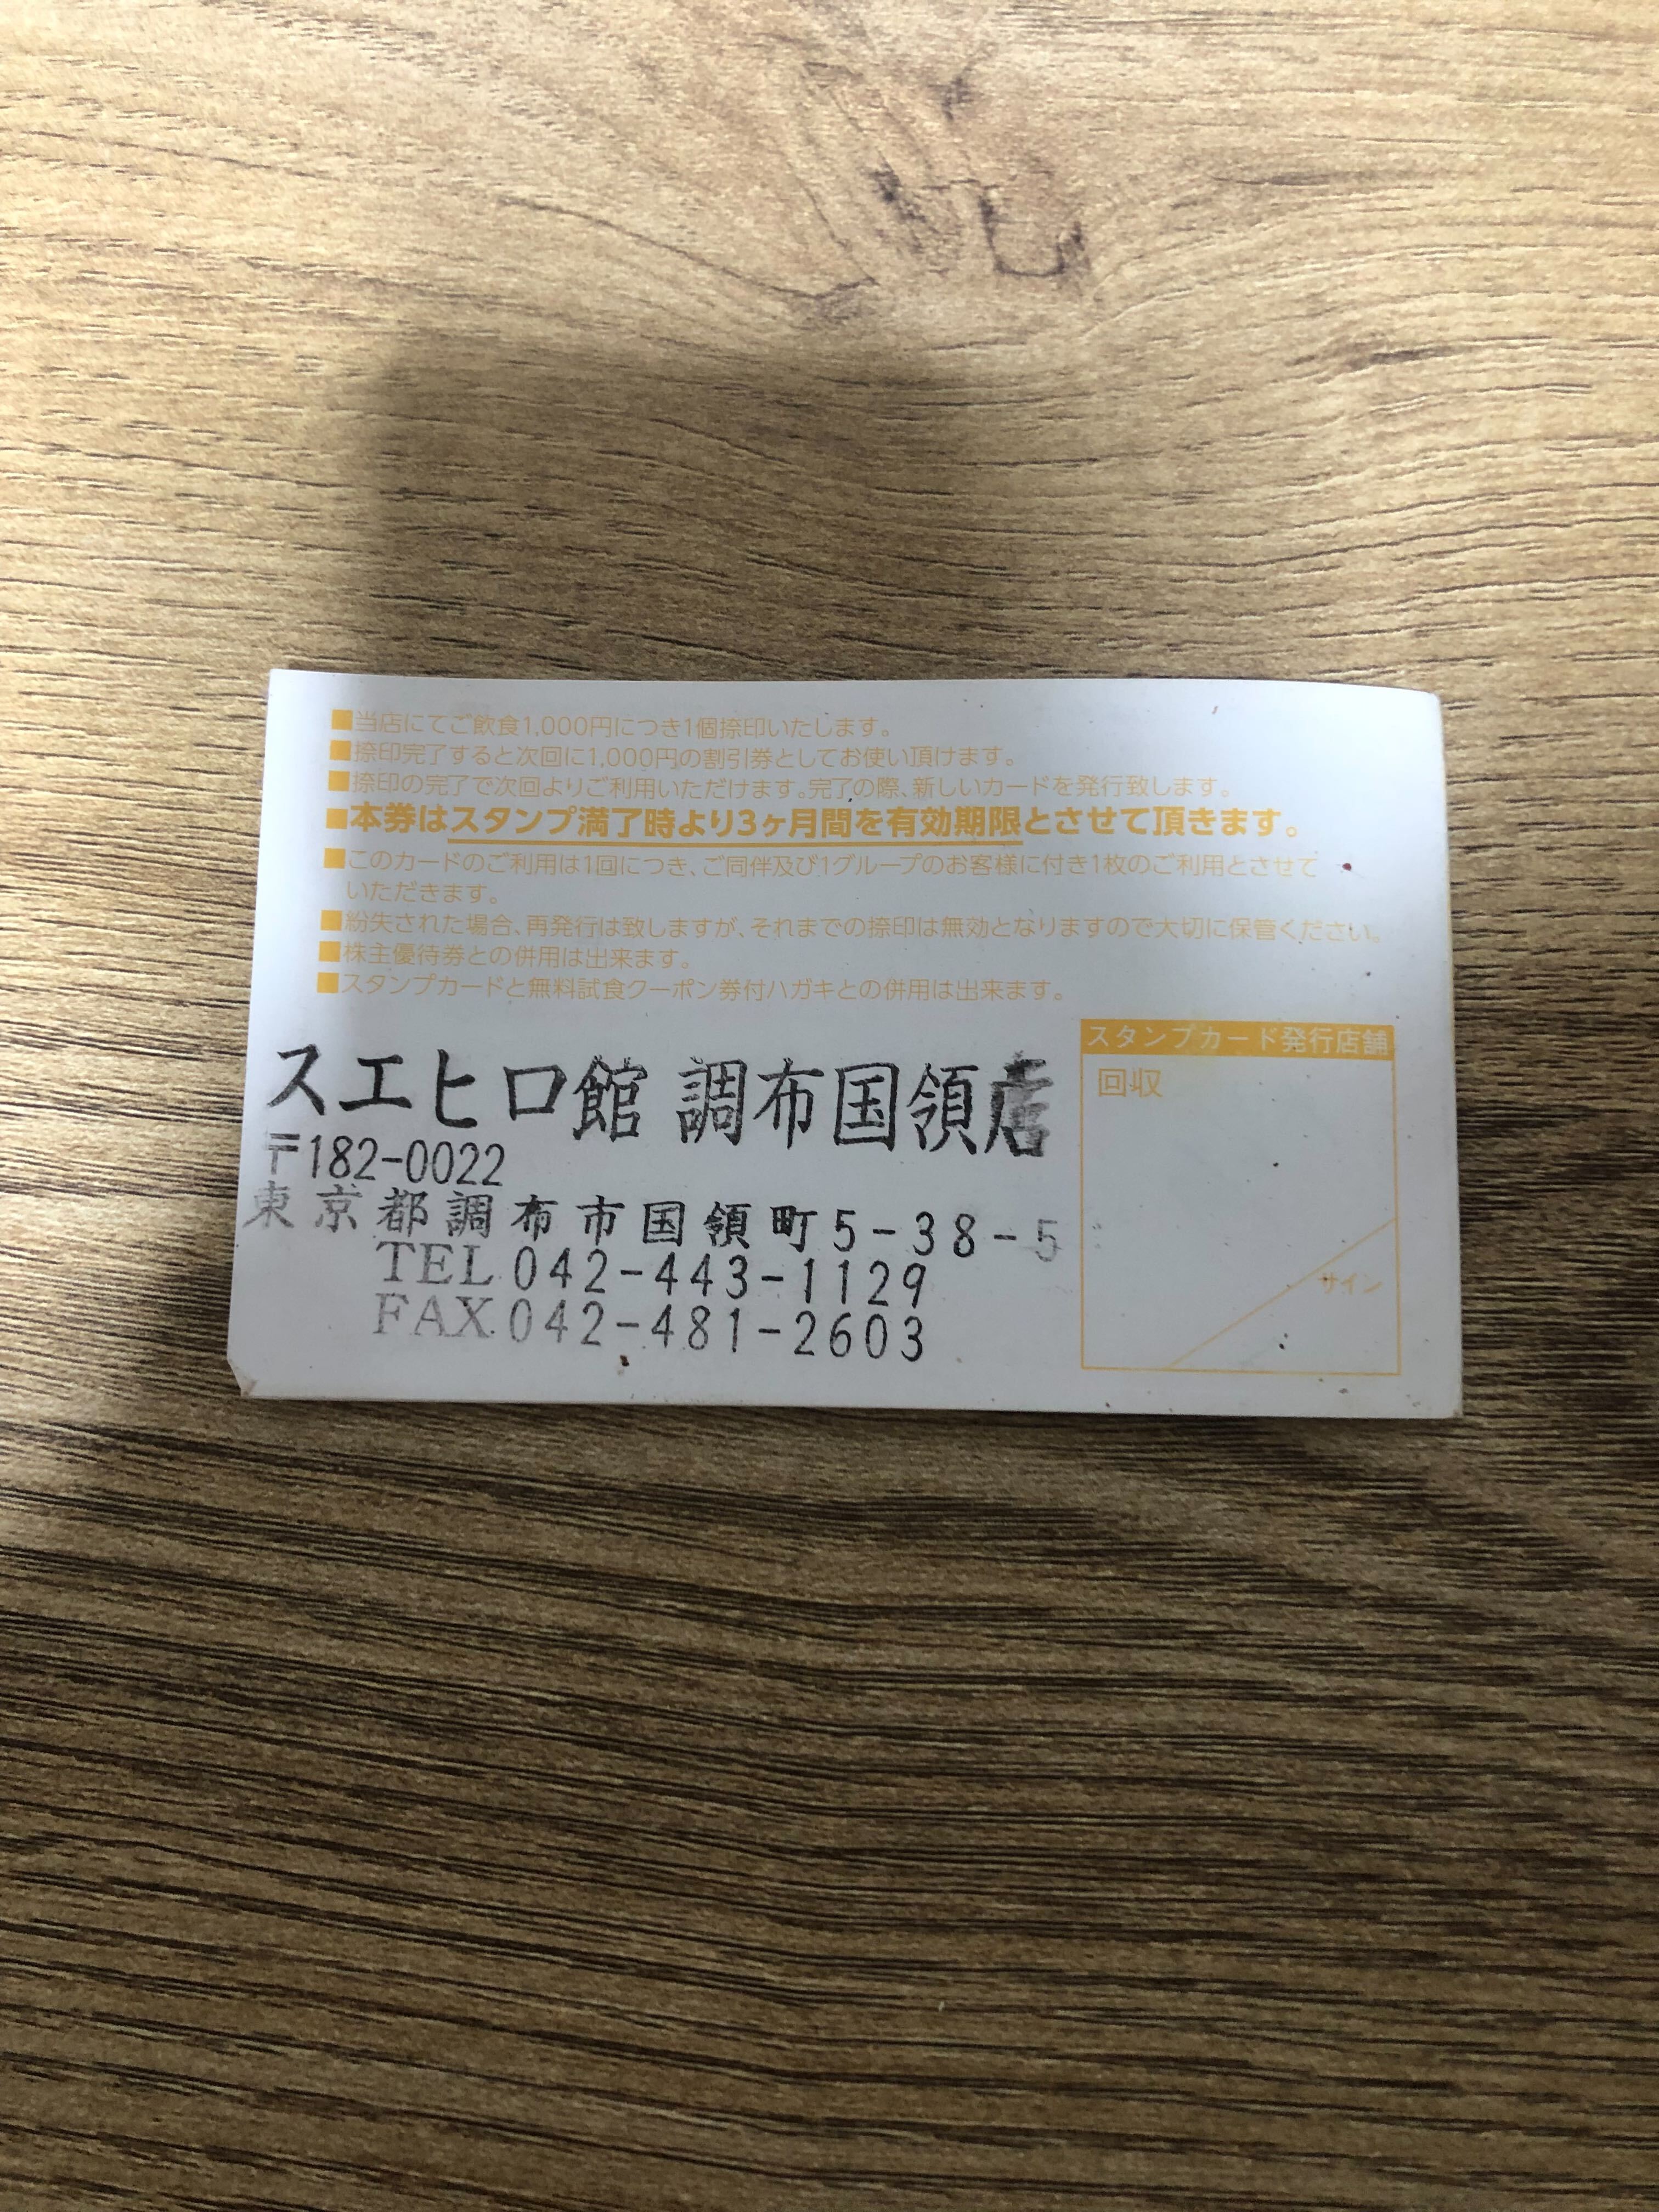 ■当店にてご飲食1,000円につき1個捺印いたします。
■捺印完了すると次回に1,000円の割引券としてお使い頂けます。
■捺印の完了で次回よりご利用いただけます。完了の際、新しいカードを発行致します。
■本券はスタンプ満了時より3ヶ月間を有効期限とさせて頂きます。
■このカードのご利用は1回につき、ご同伴及び1グループのお客様に付き1枚のご利用とさせて
いただきます。
■紛失された場合、再発行は致しますが、それまでの捺印は無効となりますので大切に保管ください。
■株主優待券との併用は出来ます。
■スタンプカードと無料試食クーポン券付ハガキとの併用は出来ます。
スエヒロ館 調布国領店
〒182-0022
東京都調布市国領町5-38-5
TEL 042-443-1129
FAX 042-481-2603
スタンプカード発行店舗
回収
サイン